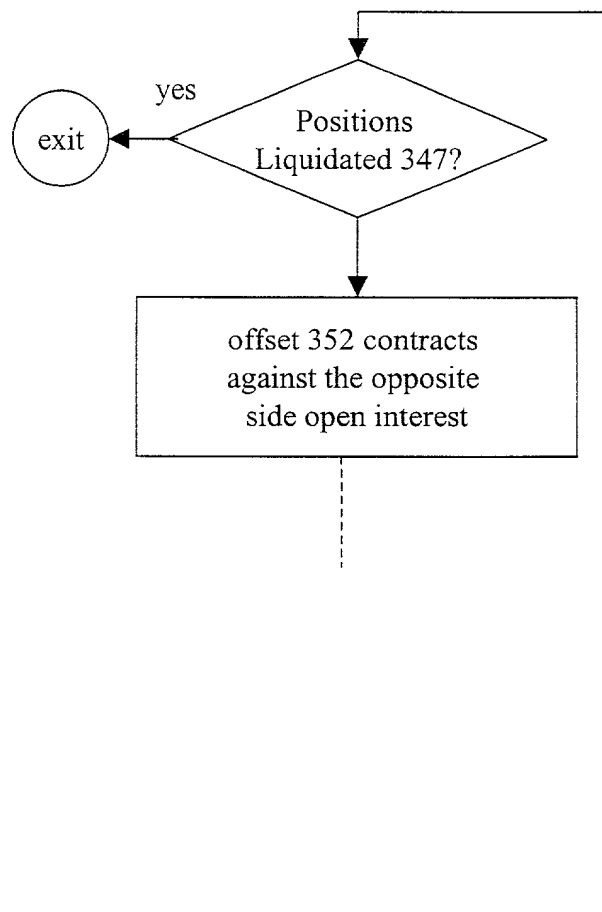 yes
exit
Positions
Liquidated 347?
offset 352 contracts
against the opposite
side open interest